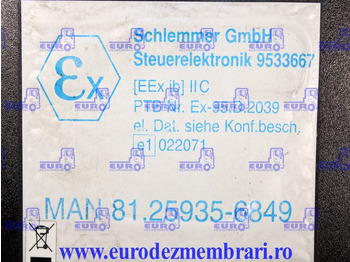 Schlemmer GmbH
Steuerelektronik 9533667
εx
[EEx ib] IIC
PTB Nr. Ex-95.D.2039
el. Dat. siehe Konf.besch.
e1 022071
MAN 81.25935-6849
www.eurodezmembrari.ro